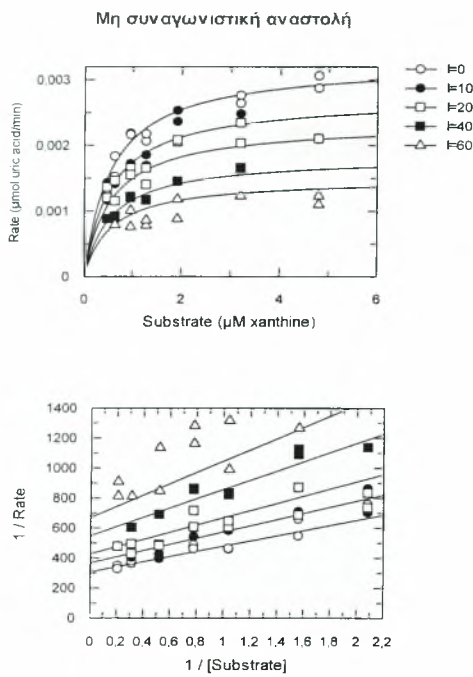 Μη συναγωνιστική αναστολή
I=0
I=10
I=20
I=40
I=60
0,003
0,002
0,001
0
Rate (μmol uric acid/min)
0 2 4 6
Substrate (μM xanthine)
1400
1200
1000
800
600
400
200
0
1 / Rate
0 0,2 0,4 0,6 0,8 1 1,2 1,4 1,6 1,8 2 2,2
1 / [Substrate]